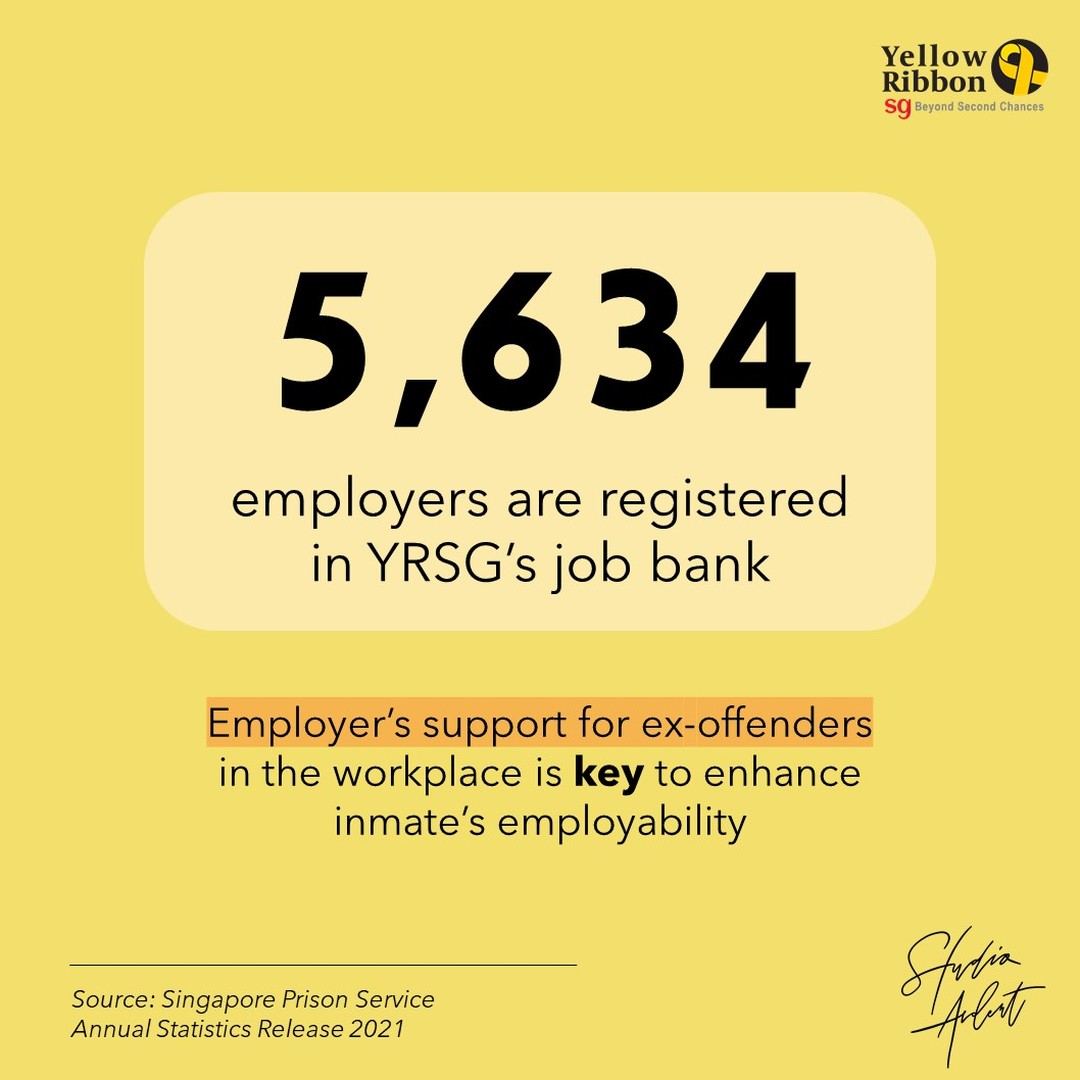 Yellow
Ribbon
sg Beyond Second Chances
5,634
employers are registered
in YRSG's job bank
Employer's support for ex-offenders
in the workplace is key to enhance
inmate's employability
Source: Singapore Prison Service
Annual Statistics Release 2021
Studio